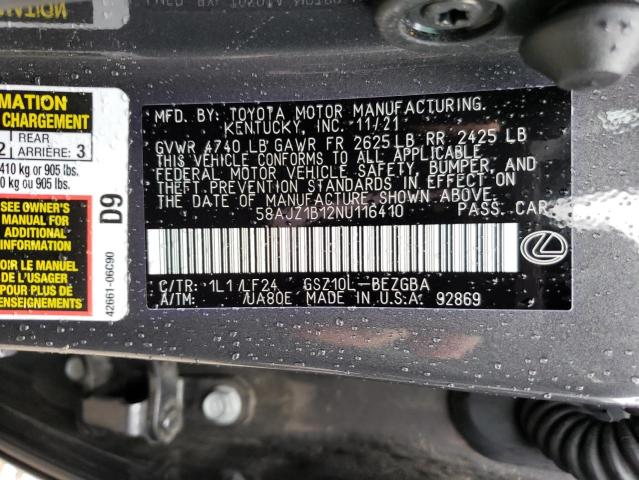 MATION
CHARGEMENT
REAR
2 ARRIÈRE: 3
410 kg or 905 lbs.
0 kg ou 905 lbs.
SEE OWNER'S
MANUAL FOR
ADDITIONAL
INFORMATION
VOIR LE MANUEL
DE L'USAGER
POUR PLUS DE
RENSEIGNEMENTS
D9
42661-06C90
MFD. BY: TOYOTA MOTOR MANUFACTURING.
KENTUCKY, INC. 11/21
GVWR 4740 LB GAWR FR 2625 LB RR 2425 LB
THIS VEHICLE CONFORMS TO ALL APPLICABLE
FEDERAL MOTOR VEHICLE SAFETY, BUMPER, AND
THEFT PREVENTION STANDARDS IN EFFECT ON
THE DATE OF MANUFACTURE SHOWN ABOVE.
58AJZ1B12NU116410 PASS. CAR
C/TR: 1L1/LF24 GSZ10L-BEZGBA
A/TM: /UA80E MADE IN U.S.A. 92869